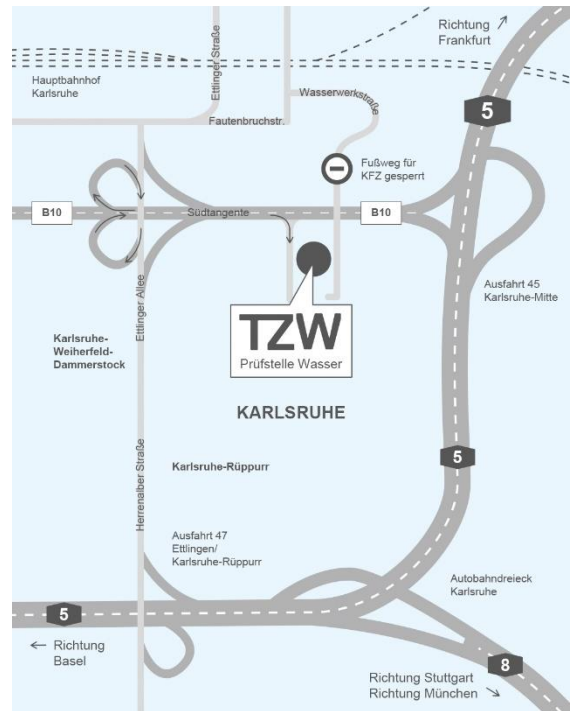 Richtung
Frankfurt
Ettlinger Straße
Hauptbahnhof
Karlsruhe
Wasserwerkstraße
5
Fautenbruchstr.
Fußweg für
KFZ gesperrt
B10
Südtangente
B10
Ausfahrt 45
Karlsruhe-Mitte
Ettlinger Allee
TZW
Prüfstelle Wasser
Karlsruhe-
Weiherfeld-
Dammerstock
KARLSRUHE
Herrenalber Straße
5
Karlsruhe-Rüppurr
Ausfahrt 47
Ettlingen/
Karlsruhe-Rüppurr
Autobahndreieck
Karlsruhe
5
← Richtung
Basel
8
Richtung Stuttgart
Richtung München